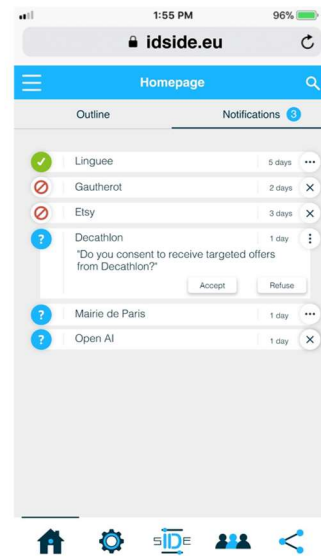 1:55 PM
96%
idside.eu
Homepage
Outline
Notifications 3
Linguee
5 days
Gautherot
2 days
Etsy
3 days
Decathlon
1 day
"Do you consent to receive targeted offers
from Decathlon?"
Accept
Refuse
Mairie de Paris
1 day
Open AI
1 day
sIDE